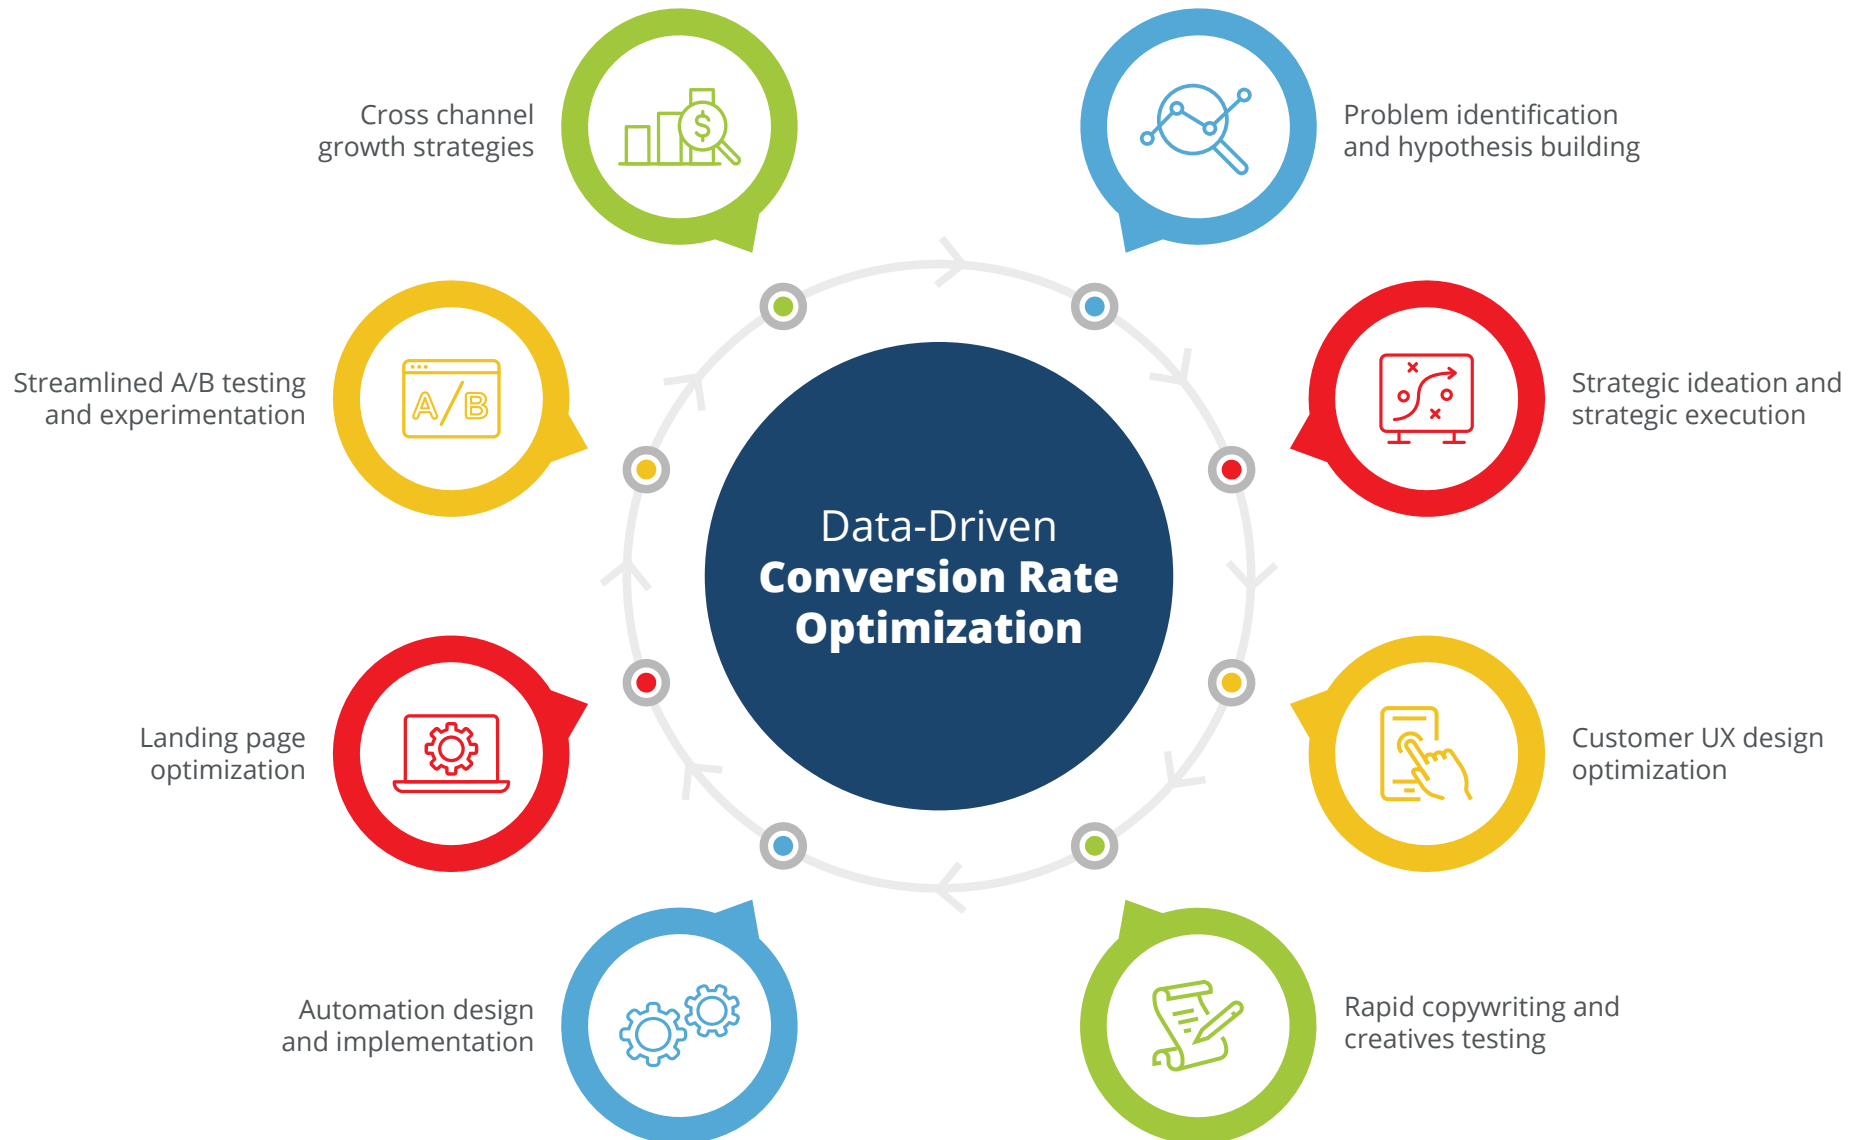 Cross channel
growth strategies
Problem identification
and hypothesis building
Streamlined A/B testing
and experimentation
A/B
Strategic ideation and
strategic execution
Data-Driven
Conversion Rate
Optimization
Landing page
optimization
Customer UX design
optimization
Automation design
and implementation
Rapid copywriting and
creatives testing
$